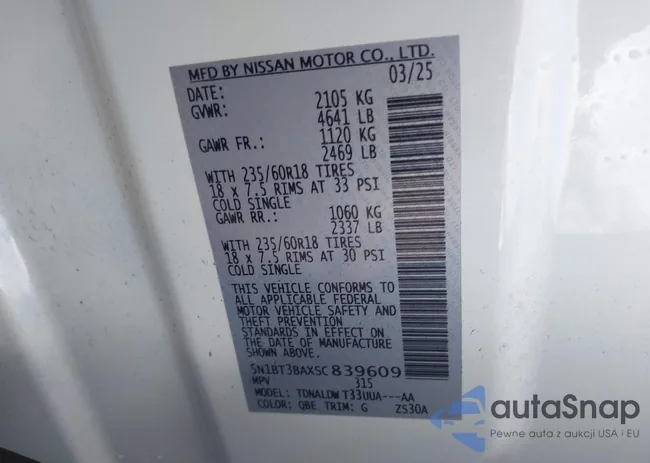 MFD BY NISSAN MOTOR CO., LTD.
DATE: 03/25
GVWR: 2105 KG
4641 LB
GAWR FR.: 1120 KG
2469 LB
WITH 235/60R18 TIRES
18 x 7.5 RIMS AT 33 PSI
COLD SINGLE
GAWR RR.: 1060 KG
2337 LB
WITH 235/60R18 TIRES
18 x 7.5 RIMS AT 30 PSI
COLD SINGLE
THIS VEHICLE CONFORMS TO
ALL APPLICABLE FEDERAL
MOTOR VEHICLE SAFETY AND
THEFT PREVENTION
STANDARDS IN EFFECT ON
THE DATE OF MANUFACTURE
SHOWN ABOVE.
5N1BT3BAXSC 839609
MPV 315
MODEL: TDNALDW T33UUA---AA
COLOR: QBE TRIM: G ZS30A
autaSnap
Pewne auta z aukcji USA i EU